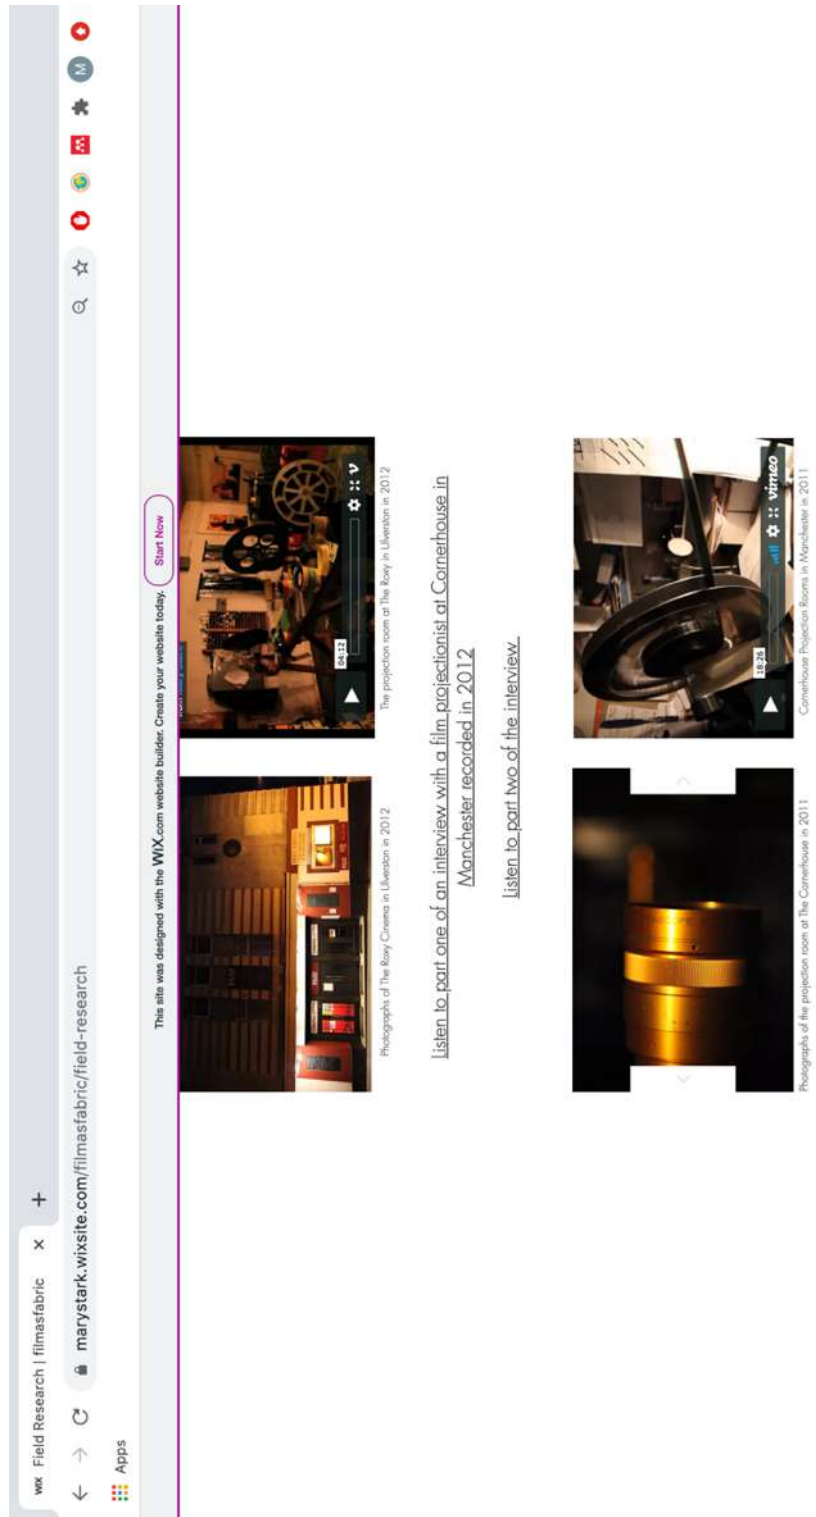 WiX Field Research | filmasfabric
marystark.wixsite.com/filmasfabric/field-research
M
Apps
This site was designed with the WiX.com website builder. Create your website today. Start Now
04:12
v
Photographs of The Roxy Cinema in Ulverston in 2012
The projection room at The Roxy in Ulverston in 2012
Listen to part one of an interview with a film projectionist at Cornerhouse in
Manchester recorded in 2012
Listen to part two of the interview
18:26
vimeo
Photographs of the projection room at The Cornerhouse in 2011
Cornerhouse Projection Rooms in Manchester in 2011